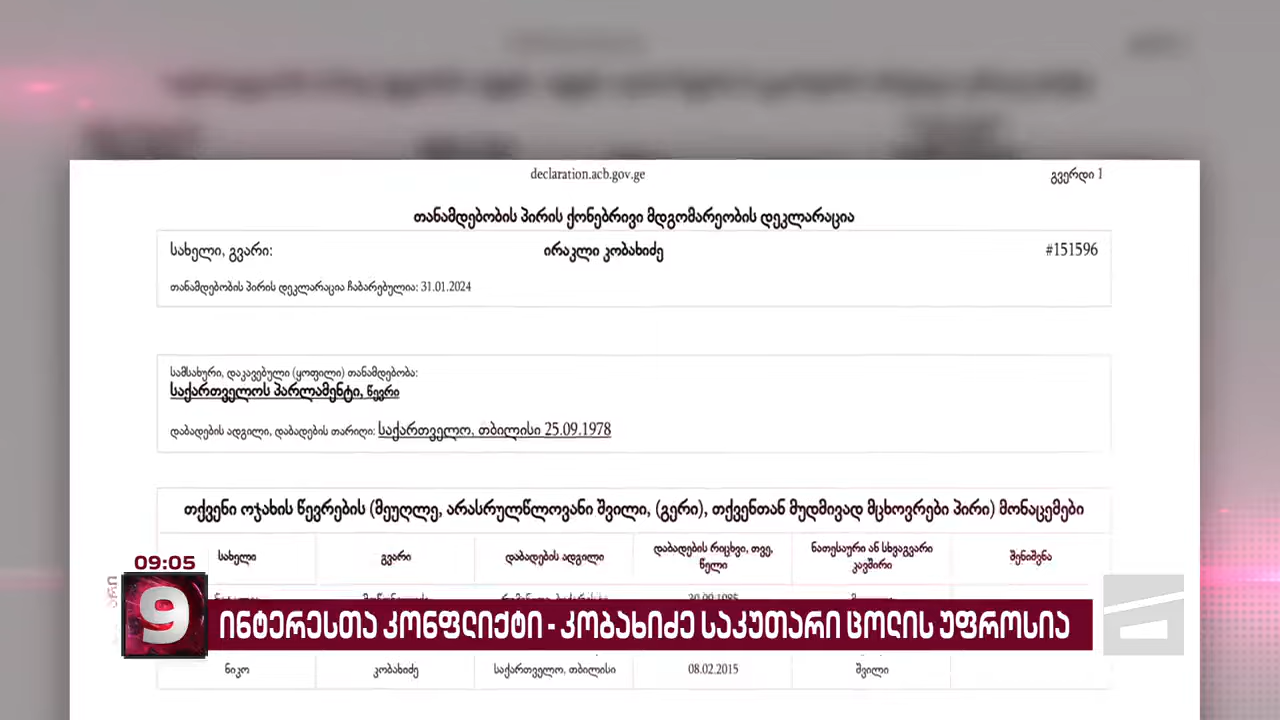 declaration.acb.gov.ge
გვერდი 1
თანამდებობის პირის ქონებრივი მდგომარეობის დეკლარაცია
სახელი, გვარი: ირაკლი კობახიძე #151596
თანამდებობის პირის დეკლარაცია ჩაბარებულია: 31.01.2024
სამსახური, დაკავებული (ყოფილი) თანამდებობა:
საქართველოს პარლამენტი, წევრი
დაბადების ადგილი, დაბადების თარიღი: საქართველო, თბილისი 25.09.1978
თქვენი ოჯახის წევრების (მეუღლე, არასრულწლოვანი შვილი, (გერი), თქვენთან მუდმივად მცხოვრები პირი) მონაცემები
სახელი გვარი დაბადების ადგილი დაბადების რიცხვი, თვე, ნათესაური ან სხვაგვარი შენიშვნა
წელი კავშირი
09:05
9
ინტერესთა კონფლიქტი - კობახიძე საკუთარი ცოლის უფროსია
ნიკო კობახიძე საქართველო, თბილისი 08.02.2015 შვილი